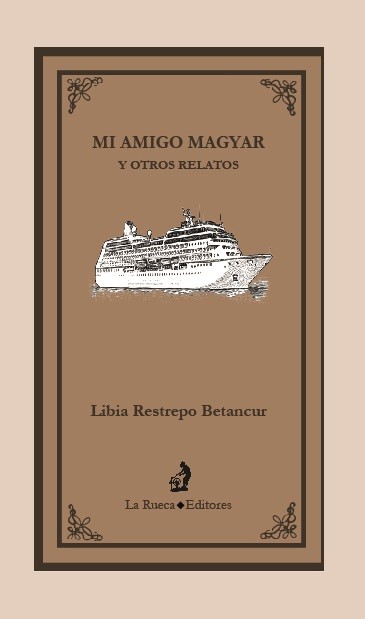 MI AMIGO MAGYAR
Y OTROS RELATOS
Libia Restrepo Betancur
La Rueca◆Editores